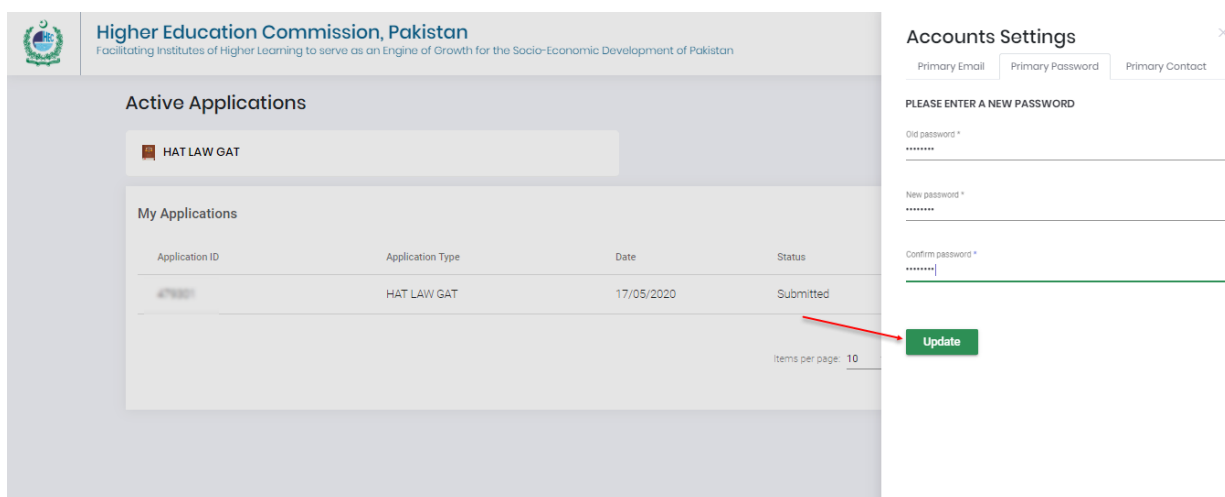 Higher Education Commission, Pakistan
Facilitating Institutes of Higher Learning to serve as an Engine of Growth for the Socio-Economic Development of Pakistan
Active Applications
HAT LAW GAT
My Applications
Application ID Application Type Date Status
HAT LAW GAT 17/05/2020 Submitted
Items per page: 10
Accounts Settings
Primary Email Primary Password Primary Contact
PLEASE ENTER A NEW PASSWORD
Old password *
••••••••
New password *
••••••••
Confirm password *
••••••••
Update